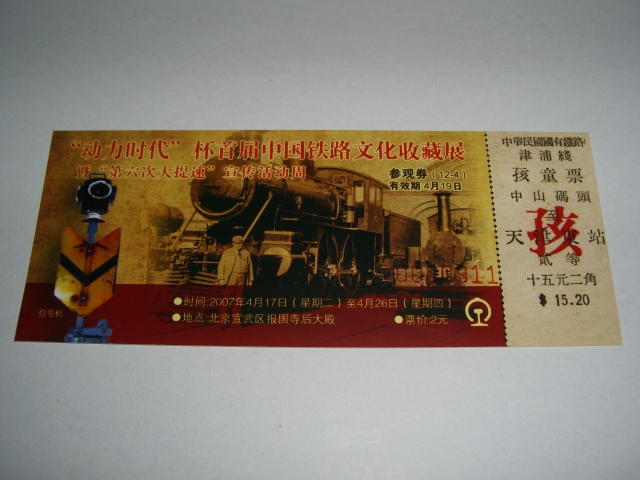 “动力时代”杯首届中国铁路文化收藏展
暨“第六次大提速”宣传活动周
参观券（12-4）
有效期4月19日
●时间:2007年4月17日（星期二）至4月26日（星期四）
●地点:北京宣武区报国寺后大殿
●票价:2元
信号机
中華民國國有鐵路
津浦綫
孩童票
中山碼頭
至
天津東站
孩
貳等
十五元二角
$ 15.20